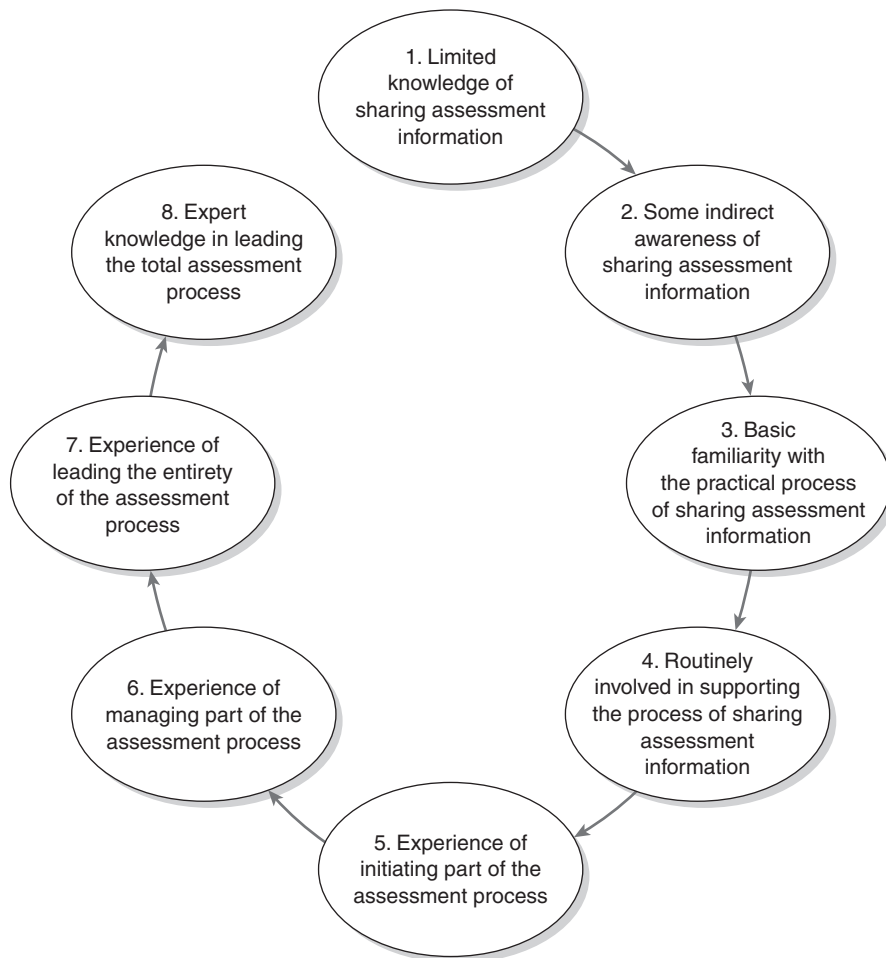 1. Limited
knowledge of
sharing assessment
information
2. Some indirect
awareness of
sharing assessment
information
3. Basic
familiarity with
the practical process
of sharing assessment
information
4. Routinely
involved in supporting
the process of sharing
assessment
information
5. Experience of
initiating part of the
assessment process
6. Experience of
managing part of the
assessment process
7. Experience of
leading the entirety
of the assessment
process
8. Expert
knowledge in leading
the total assessment
process